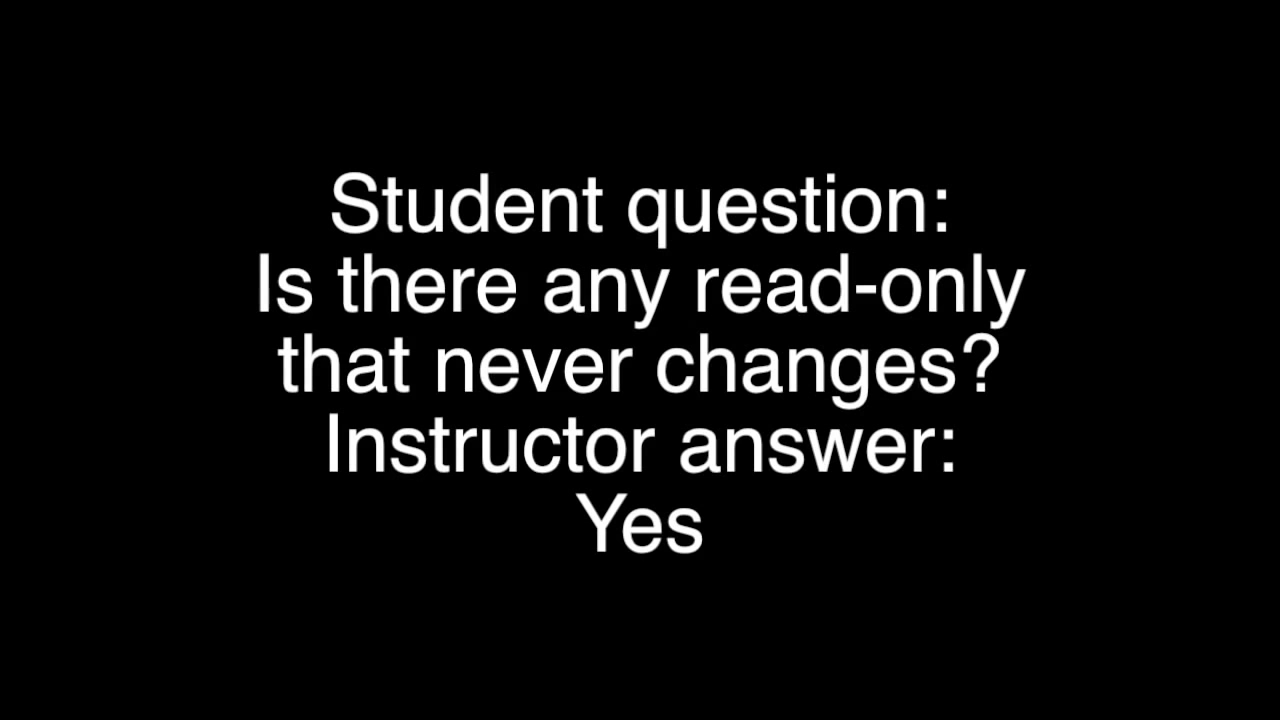 Student question:
Is there any read-only
that never changes?
Instructor answer:
Yes